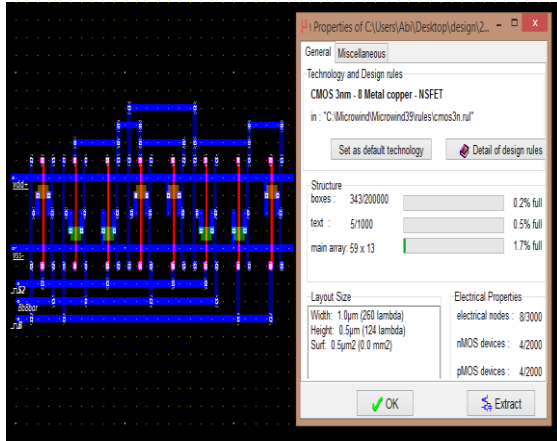 Properties of C:\Users\Abi\Desktop\design\2...
General Miscellaneous
Technology and Design rules
CMOS 3nm - 8 Metal copper - NSFET
in : "C:\Microwind\Microwind39\rules\cmos3n.rul"
Set as default technology Detail of design rules
Structure
boxes : 343/200000 0.2% full
text : 5/1000 0.5% full
main array: 59 x 13 1.7% full
Layout Size
Width: 1.0µm (260 lambda)
Height: 0.5µm (124 lambda)
Surf: 0.5µm2 (0.0 mm2)
Electrical Properties
electrical nodes : 8/3000
nMOS devices : 4/2000
pMOS devices : 4/2000
OK Extract
Vdd+
Vss-